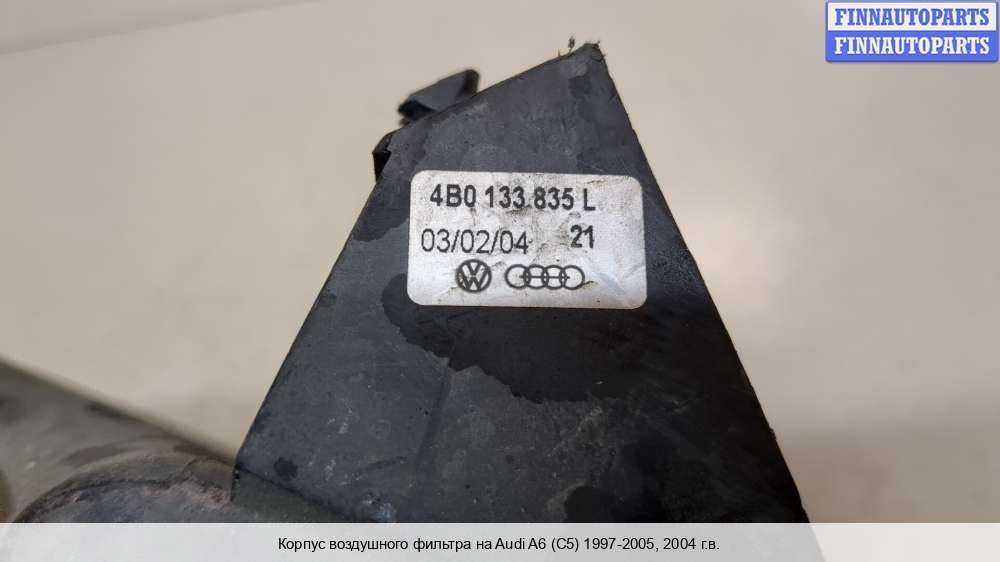 FINNAUTOPARTS
FINNAUTOPARTS
4B0 133 835 L
03/02/04 21
Корпус воздушного фильтра на Audi A6 (C5) 1997-2005, 2004 г.в.